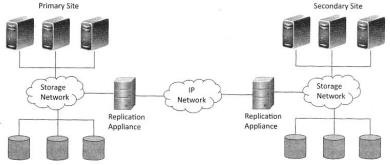 Primary Site
Secondary Site
Storage
Network
IP
Network
Storage
Network
Replication
Appliance
Replication
Appliance